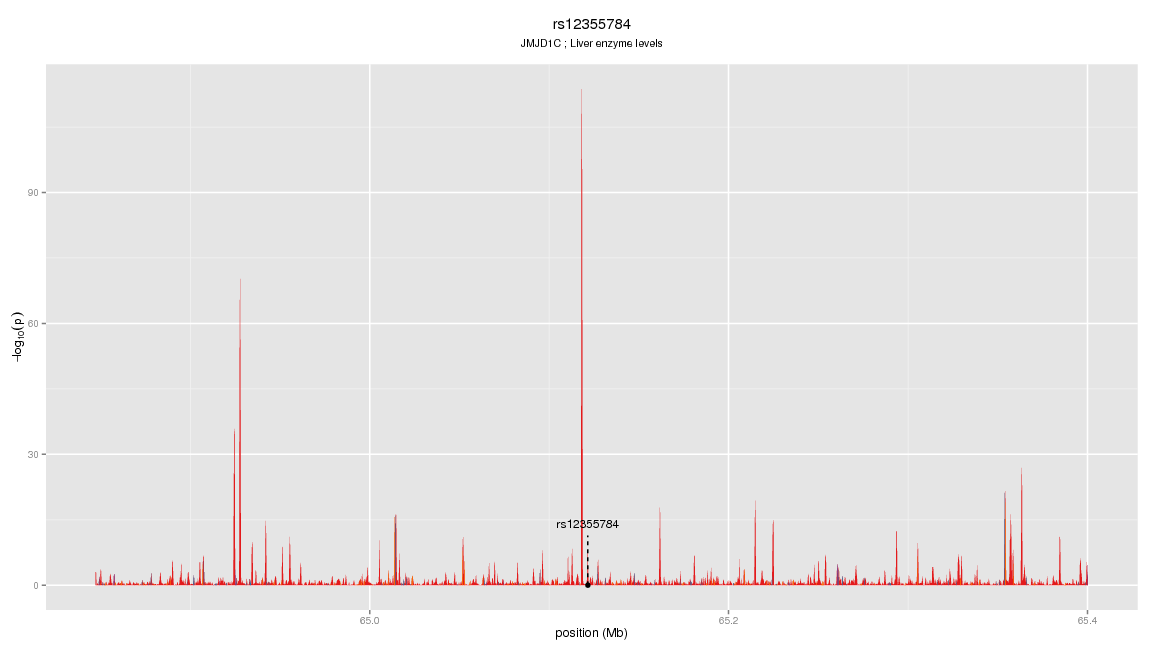 rs12355784
JMJD1C ; Liver enzyme levels
-log10(p)
90
60
30
0
rs12355784
65.0
65.2
65.4
position (Mb)